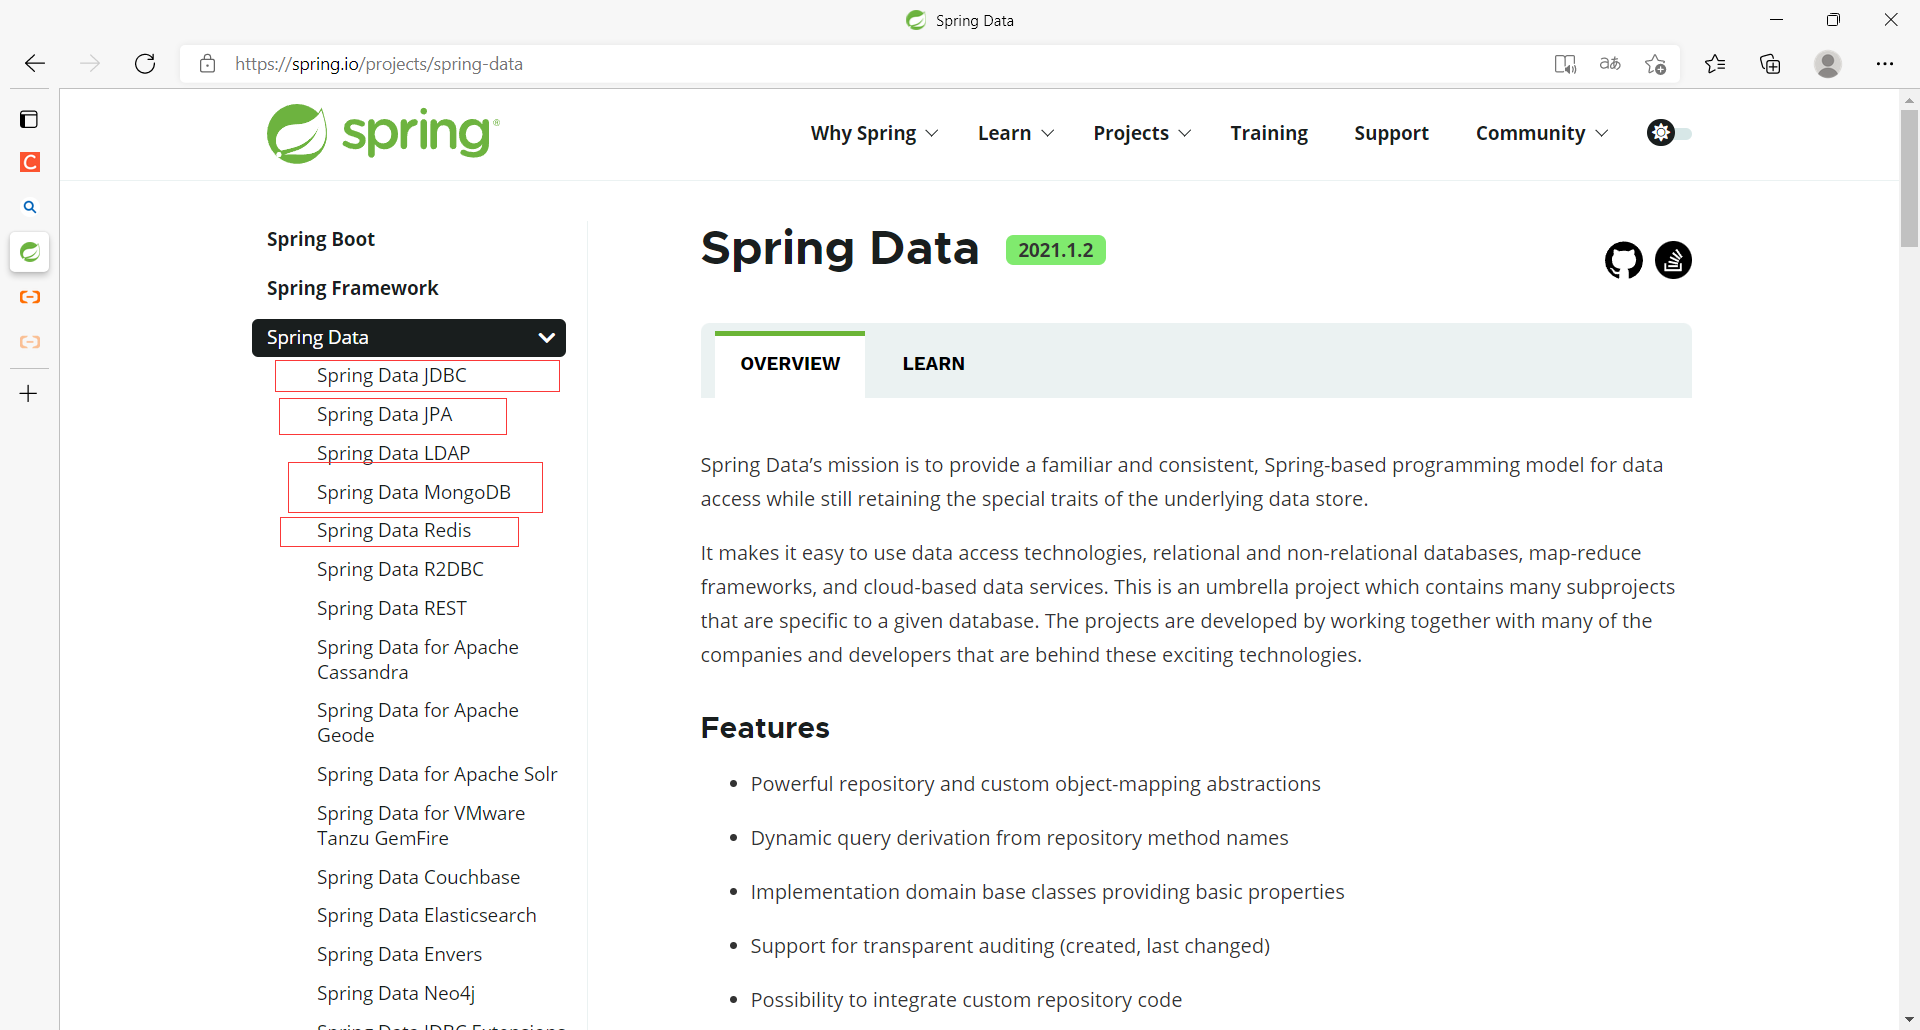 Spring Data
https://spring.io/projects/spring-data
spring
Why Spring
Learn
Projects
Training
Support
Community
Spring Boot
Spring Framework
Spring Data
Spring Data JDBC
Spring Data JPA
Spring Data LDAP
Spring Data MongoDB
Spring Data Redis
Spring Data R2DBC
Spring Data REST
Spring Data for Apache
Cassandra
Spring Data for Apache
Geode
Spring Data for Apache Solr
Spring Data for VMware
Tanzu GemFire
Spring Data Couchbase
Spring Data Elasticsearch
Spring Data Envers
Spring Data Neo4j
Spring Data JDBC Extensions
Spring Data 2021.1.2
OVERVIEW
LEARN
Spring Data’s mission is to provide a familiar and consistent, Spring-based programming model for data
access while still retaining the special traits of the underlying data store.
It makes it easy to use data access technologies, relational and non-relational databases, map-reduce
frameworks, and cloud-based data services. This is an umbrella project which contains many subprojects
that are specific to a given database. The projects are developed by working together with many of the
companies and developers that are behind these exciting technologies.
Features
• Powerful repository and custom object-mapping abstractions
• Dynamic query derivation from repository method names
• Implementation domain base classes providing basic properties
• Support for transparent auditing (created, last changed)
• Possibility to integrate custom repository code